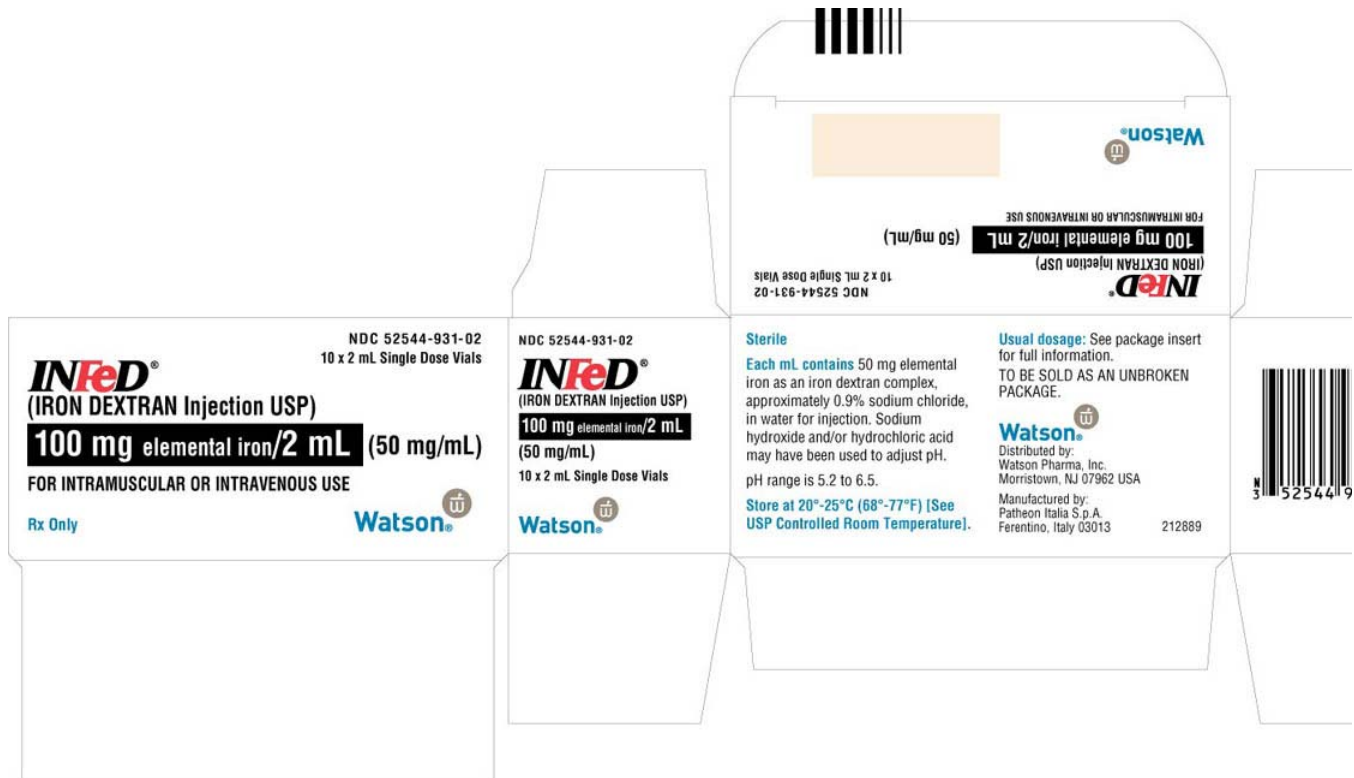 NDC 52544-931-02
10 x 2 mL Single Dose Vials
INFeD®
(IRON DEXTRAN Injection USP)
100 mg elemental iron/2 mL (50 mg/mL)
FOR INTRAMUSCULAR OR INTRAVENOUS USE
Rx Only
Watson®
NDC 52544-931-02
INFeD®
(IRON DEXTRAN Injection USP)
100 mg elemental iron/2 mL
(50 mg/mL)
10 x 2 mL Single Dose Vials
Watson®
NDC 52544-931-02
10 x 2 mL Single Dose Vials
INFeD®
(IRON DEXTRAN Injection USP)
100 mg elemental iron/2 mL (50 mg/mL)
FOR INTRAMUSCULAR OR INTRAVENOUS USE
Watson®
Sterile
Each mL contains 50 mg elemental
iron as an iron dextran complex,
approximately 0.9% sodium chloride,
in water for injection. Sodium
hydroxide and/or hydrochloric acid
may have been used to adjust pH.
pH range is 5.2 to 6.5.
Store at 20°-25°C (68°-77°F) [See
USP Controlled Room Temperature].
Usual dosage: See package insert
for full information.
TO BE SOLD AS AN UNBROKEN
PACKAGE.
Watson®
Distributed by:
Watson Pharma, Inc.
Morristown, NJ 07962 USA
Manufactured by:
Patheon Italia S.p.A.
Ferentino, Italy 03013
212889
N
3 52544 9